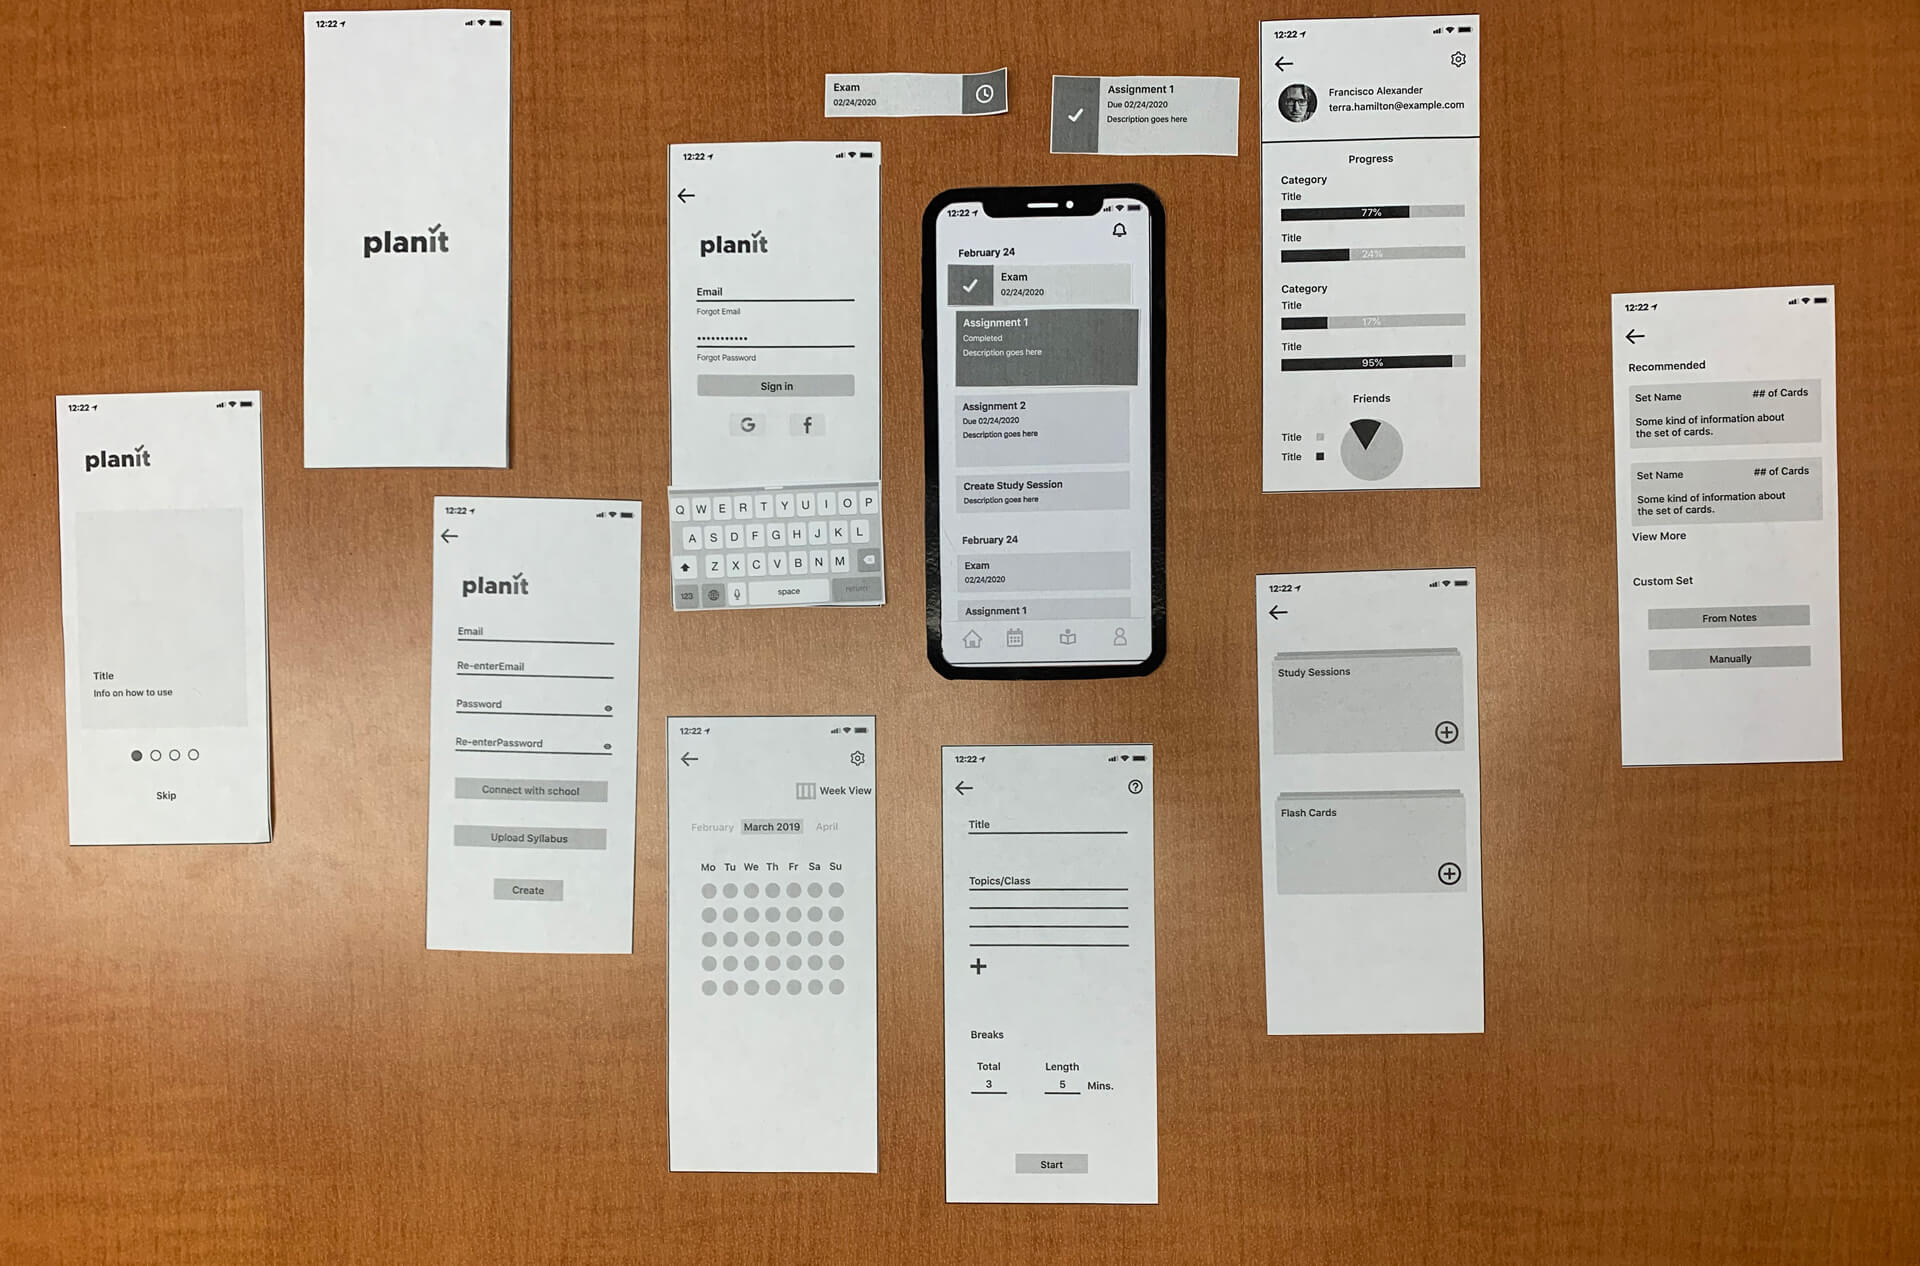 12:22
planit
Title
Info on how to use
Skip
12:22
planit
12:22
planit
Email
Re-enterEmail
Password
Re-enterPassword
Connect with school
Upload Syllabus
Create
12:22
planit
Email
Forgot Email
Forgot Password
Sign in
G f
Q W E R T Y U I O P
A S D F G H J K L
Z X C V B N M
123 space return
12:22
Week View
February March 2019 April
Mo Tu We Th Fr Sa Su
Exam
02/24/2020
Assignment 1
Due 02/24/2020
Description goes here
12:22
February 24
Exam
02/24/2020
Assignment 1
Completed
Description goes here
Assignment 2
Due 02/24/2020
Description goes here
Create Study Session
Description goes here
February 24
Exam
02/24/2020
Assignment 1
12:22
Title
Topics/Class
Breaks
Total Length
3 5 Mins.
Start
12:22
Francisco Alexander
terra.hamilton@example.com
Progress
Category
Title
77%
Title
24%
Category
Title
17%
Title
95%
Friends
Title
Title
12:22
Study Sessions
Flash Cards
12:22
Recommended
Set Name ## of Cards
Some kind of information about
the set of cards.
Set Name ## of Cards
Some kind of information about
the set of cards.
View More
Custom Set
From Notes
Manually